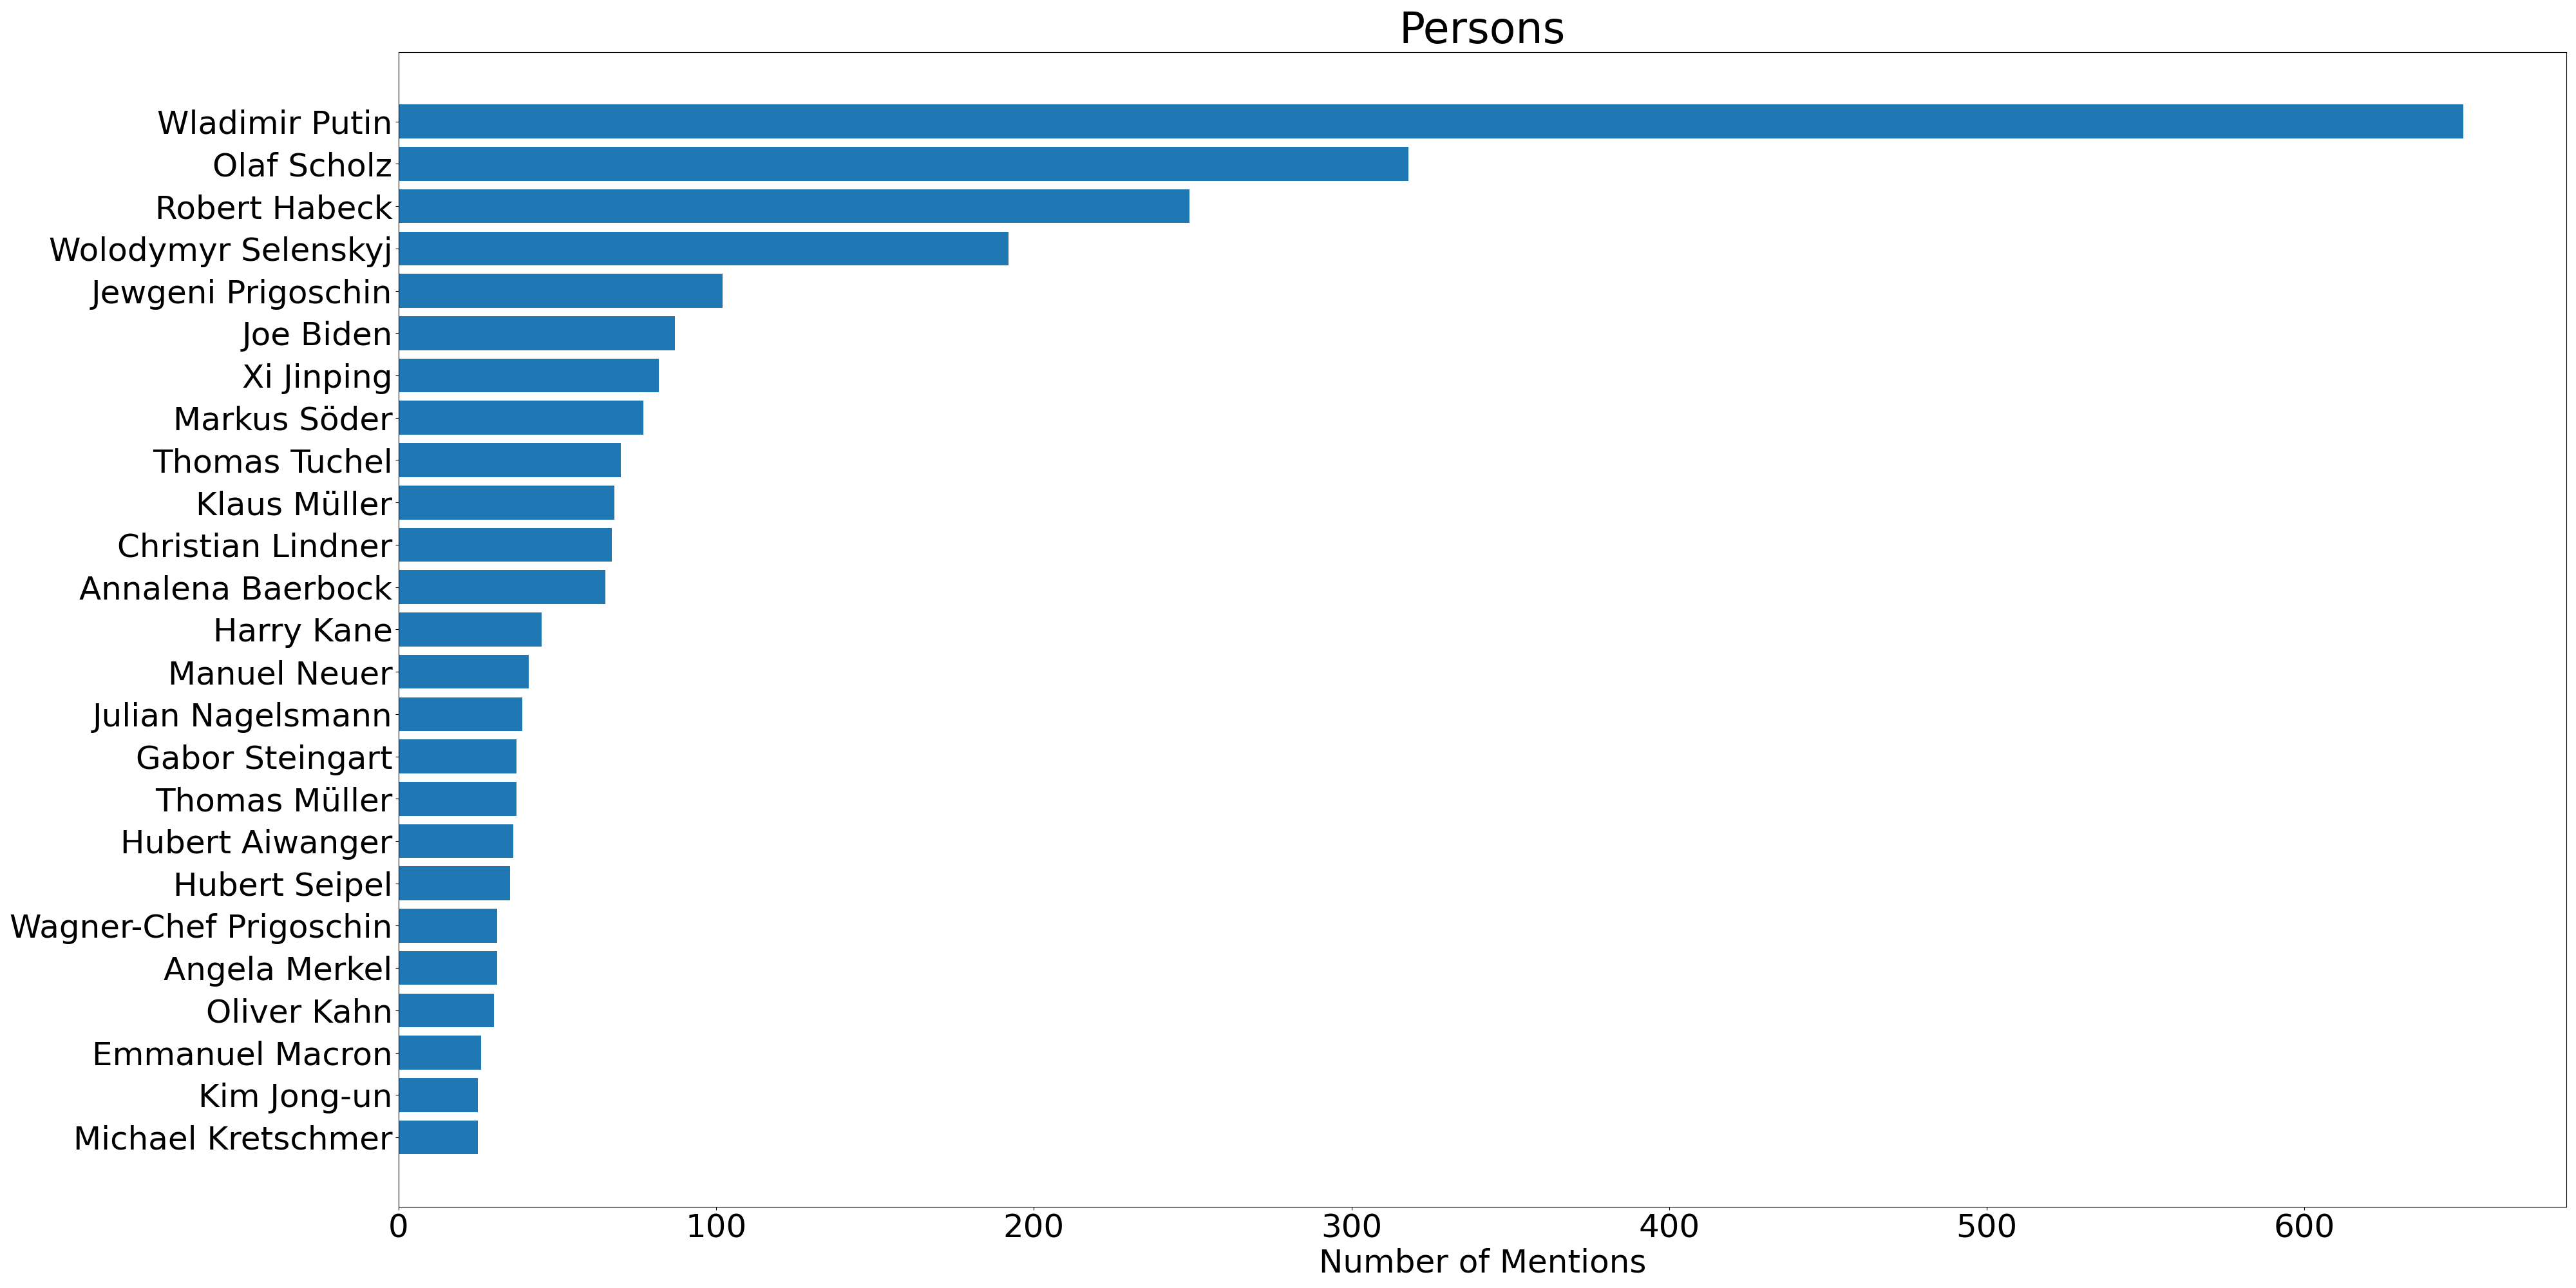 Persons
Wladimir Putin
Olaf Scholz
Robert Habeck
Wolodymyr Selenskyj
Jewgeni Prigoschin
Joe Biden
Xi Jinping
Markus Söder
Thomas Tuchel
Klaus Müller
Christian Lindner
Annalena Baerbock
Harry Kane
Manuel Neuer
Julian Nagelsmann
Gabor Steingart
Thomas Müller
Hubert Aiwanger
Hubert Seipel
Wagner-Chef Prigoschin
Angela Merkel
Oliver Kahn
Emmanuel Macron
Kim Jong-un
Michael Kretschmer
0 100 200 300 400 500 600
Number of Mentions